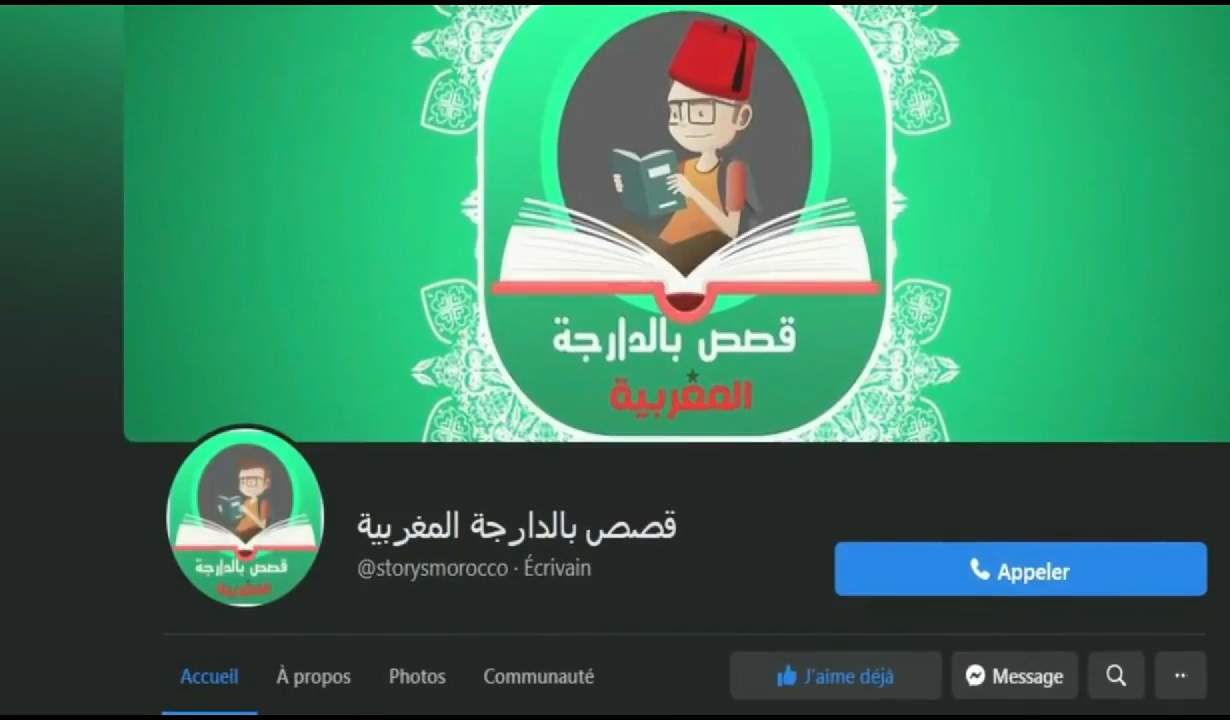 قصص بالدارجة
المغربية
قصص بالدارجة
المغربية
قصص بالدارجة المغربية
@storysmorocco · Écrivain
Appeler
Accueil
À propos
Photos
Communauté
J'aime déjà
Message